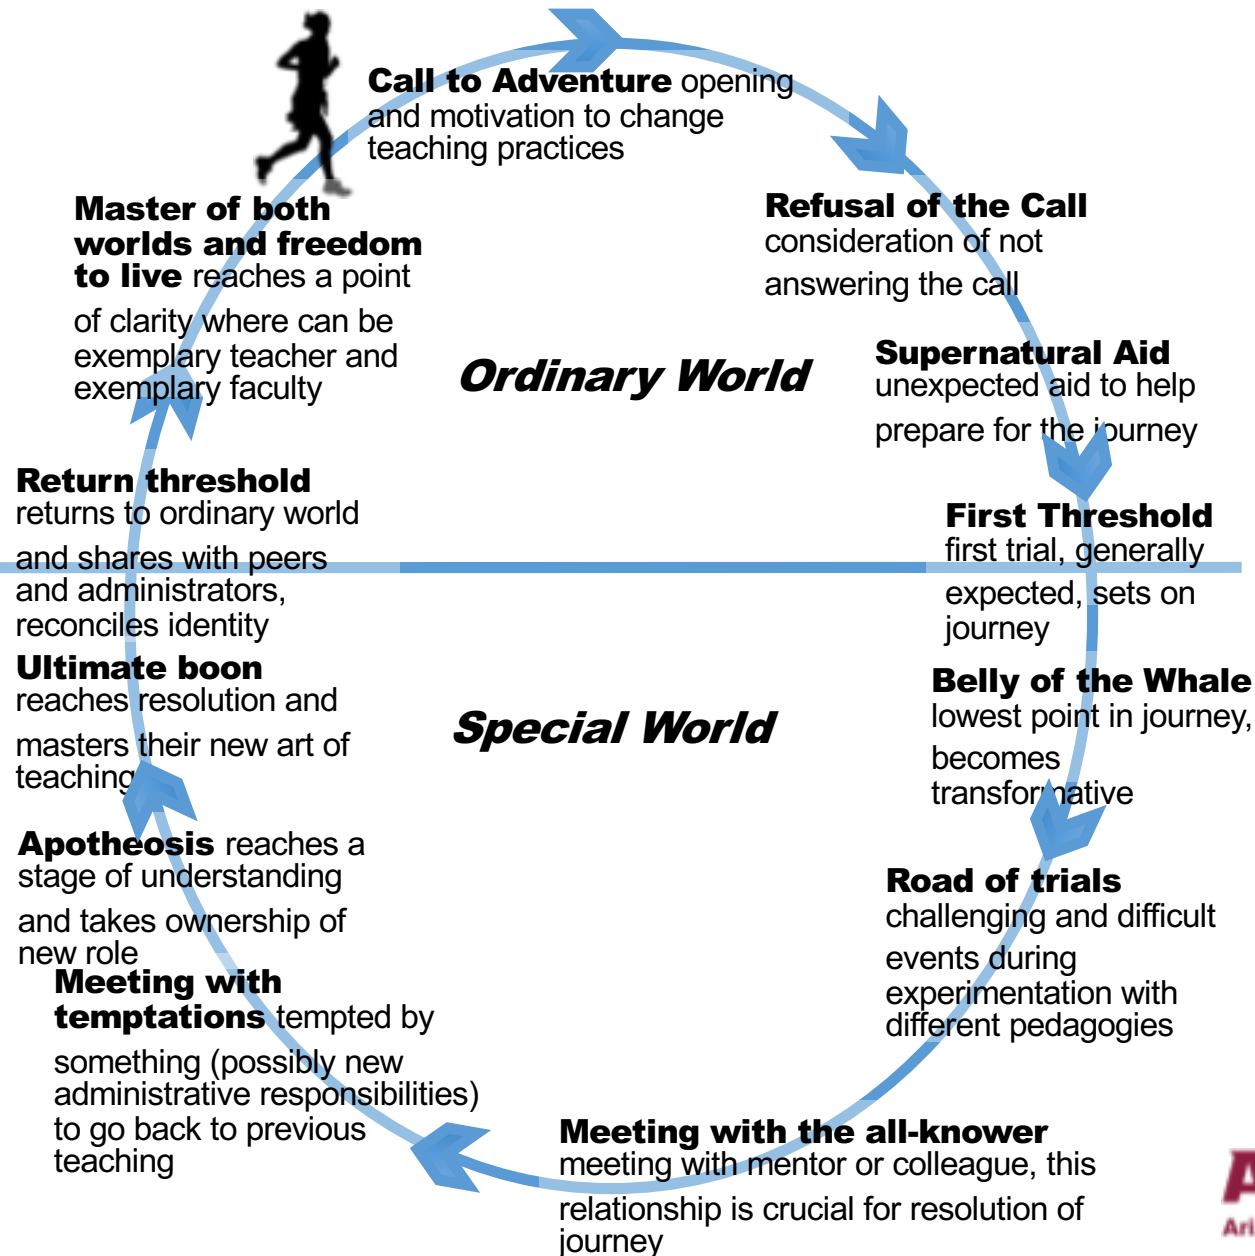 Call to Adventure opening
and motivation to change
teaching practices
Refusal of the Call
consideration of not
answering the call
Supernatural Aid
unexpected aid to help
prepare for the journey
First Threshold
first trial, generally
expected, sets on
journey
Belly of the Whale
lowest point in journey,
becomes
transformative
Road of trials
challenging and difficult
events during
experimentation with
different pedagogies
Meeting with the all-knower
meeting with mentor or colleague, this
relationship is crucial for resolution of
journey
Meeting with
temptations tempted by
something (possibly new
administrative responsibilities)
to go back to previous
teaching
Apotheosis reaches a
stage of understanding
and takes ownership of
new role
Ultimate boon
reaches resolution and
masters their new art of
teaching
Return threshold
returns to ordinary world
and shares with peers
and administrators,
reconciles identity
Master of both
worlds and freedom
to live reaches a point
of clarity where can be
exemplary teacher and
exemplary faculty
Ordinary World
Special World
A
Ari